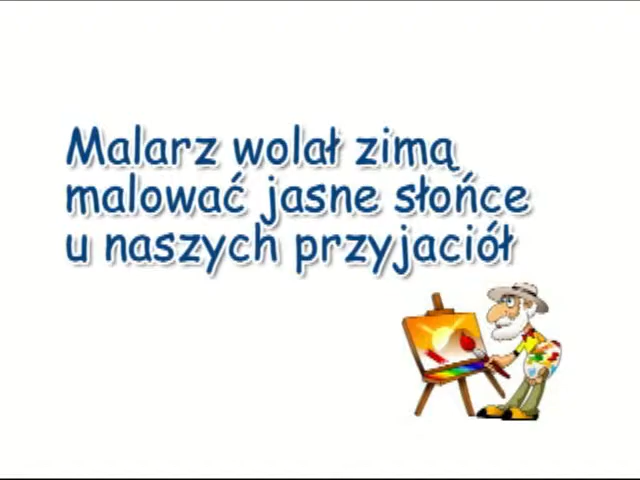 Malarz wolał zimą
malować jasne słońce
u naszych przyjaciół